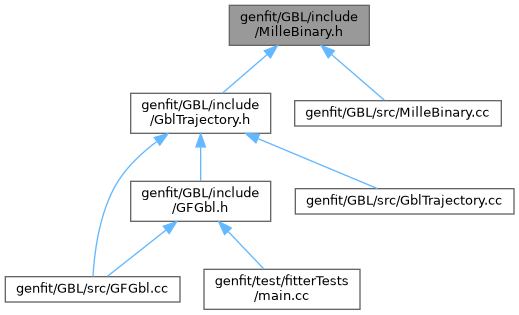 genfit/GBL/include
/MilleBinary.h
genfit/GBL/include
/GblTrajectory.h
genfit/GBL/src/MilleBinary.cc
genfit/GBL/include
/GFGbl.h
genfit/GBL/src/GblTrajectory.cc
genfit/GBL/src/GFGbl.cc
genfit/test/fitterTests
/main.cc